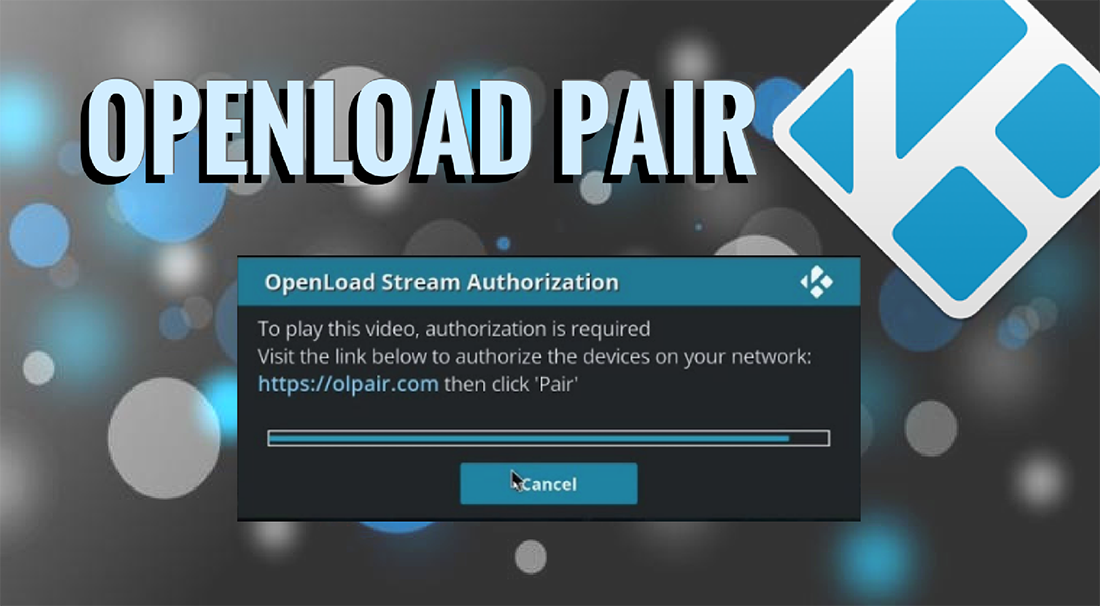 OPENLOAD PAIR
OpenLoad Stream Authorization
To play this video, authorization is required
Visit the link below to authorize the devices on your network:
https://olpair.com then click 'Pair'
Cancel